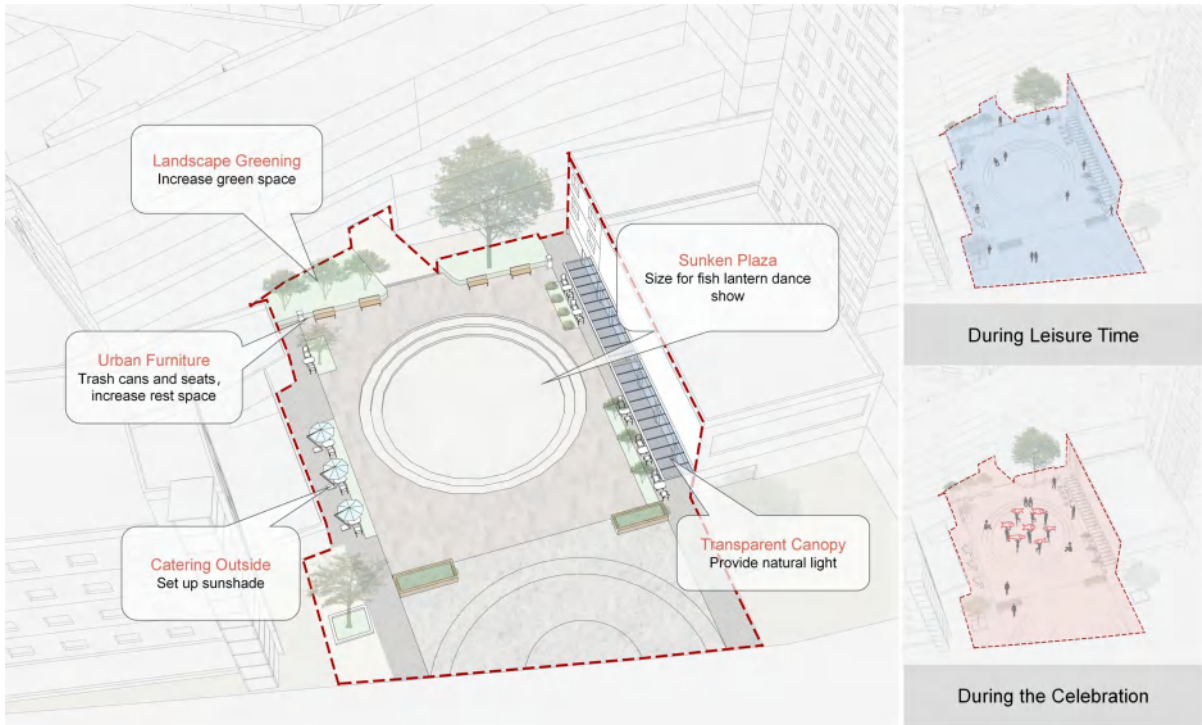 Landscape Greening
Increase green space
Sunken Plaza
Size for fish lantern dance
show
Urban Furniture
Trash cans and seats,
increase rest space
Catering Outside
Set up sunshade
Transparent Canopy
Provide natural light
During Leisure Time
During the Celebration